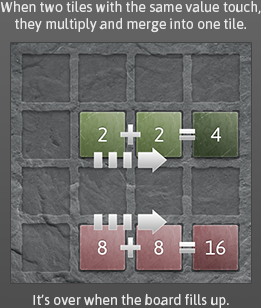 When two tiles with the same value touch,
they multiply and merge into one tile.
2 + 2 = 4
8 + 8 = 16
It's over when the board fills up.